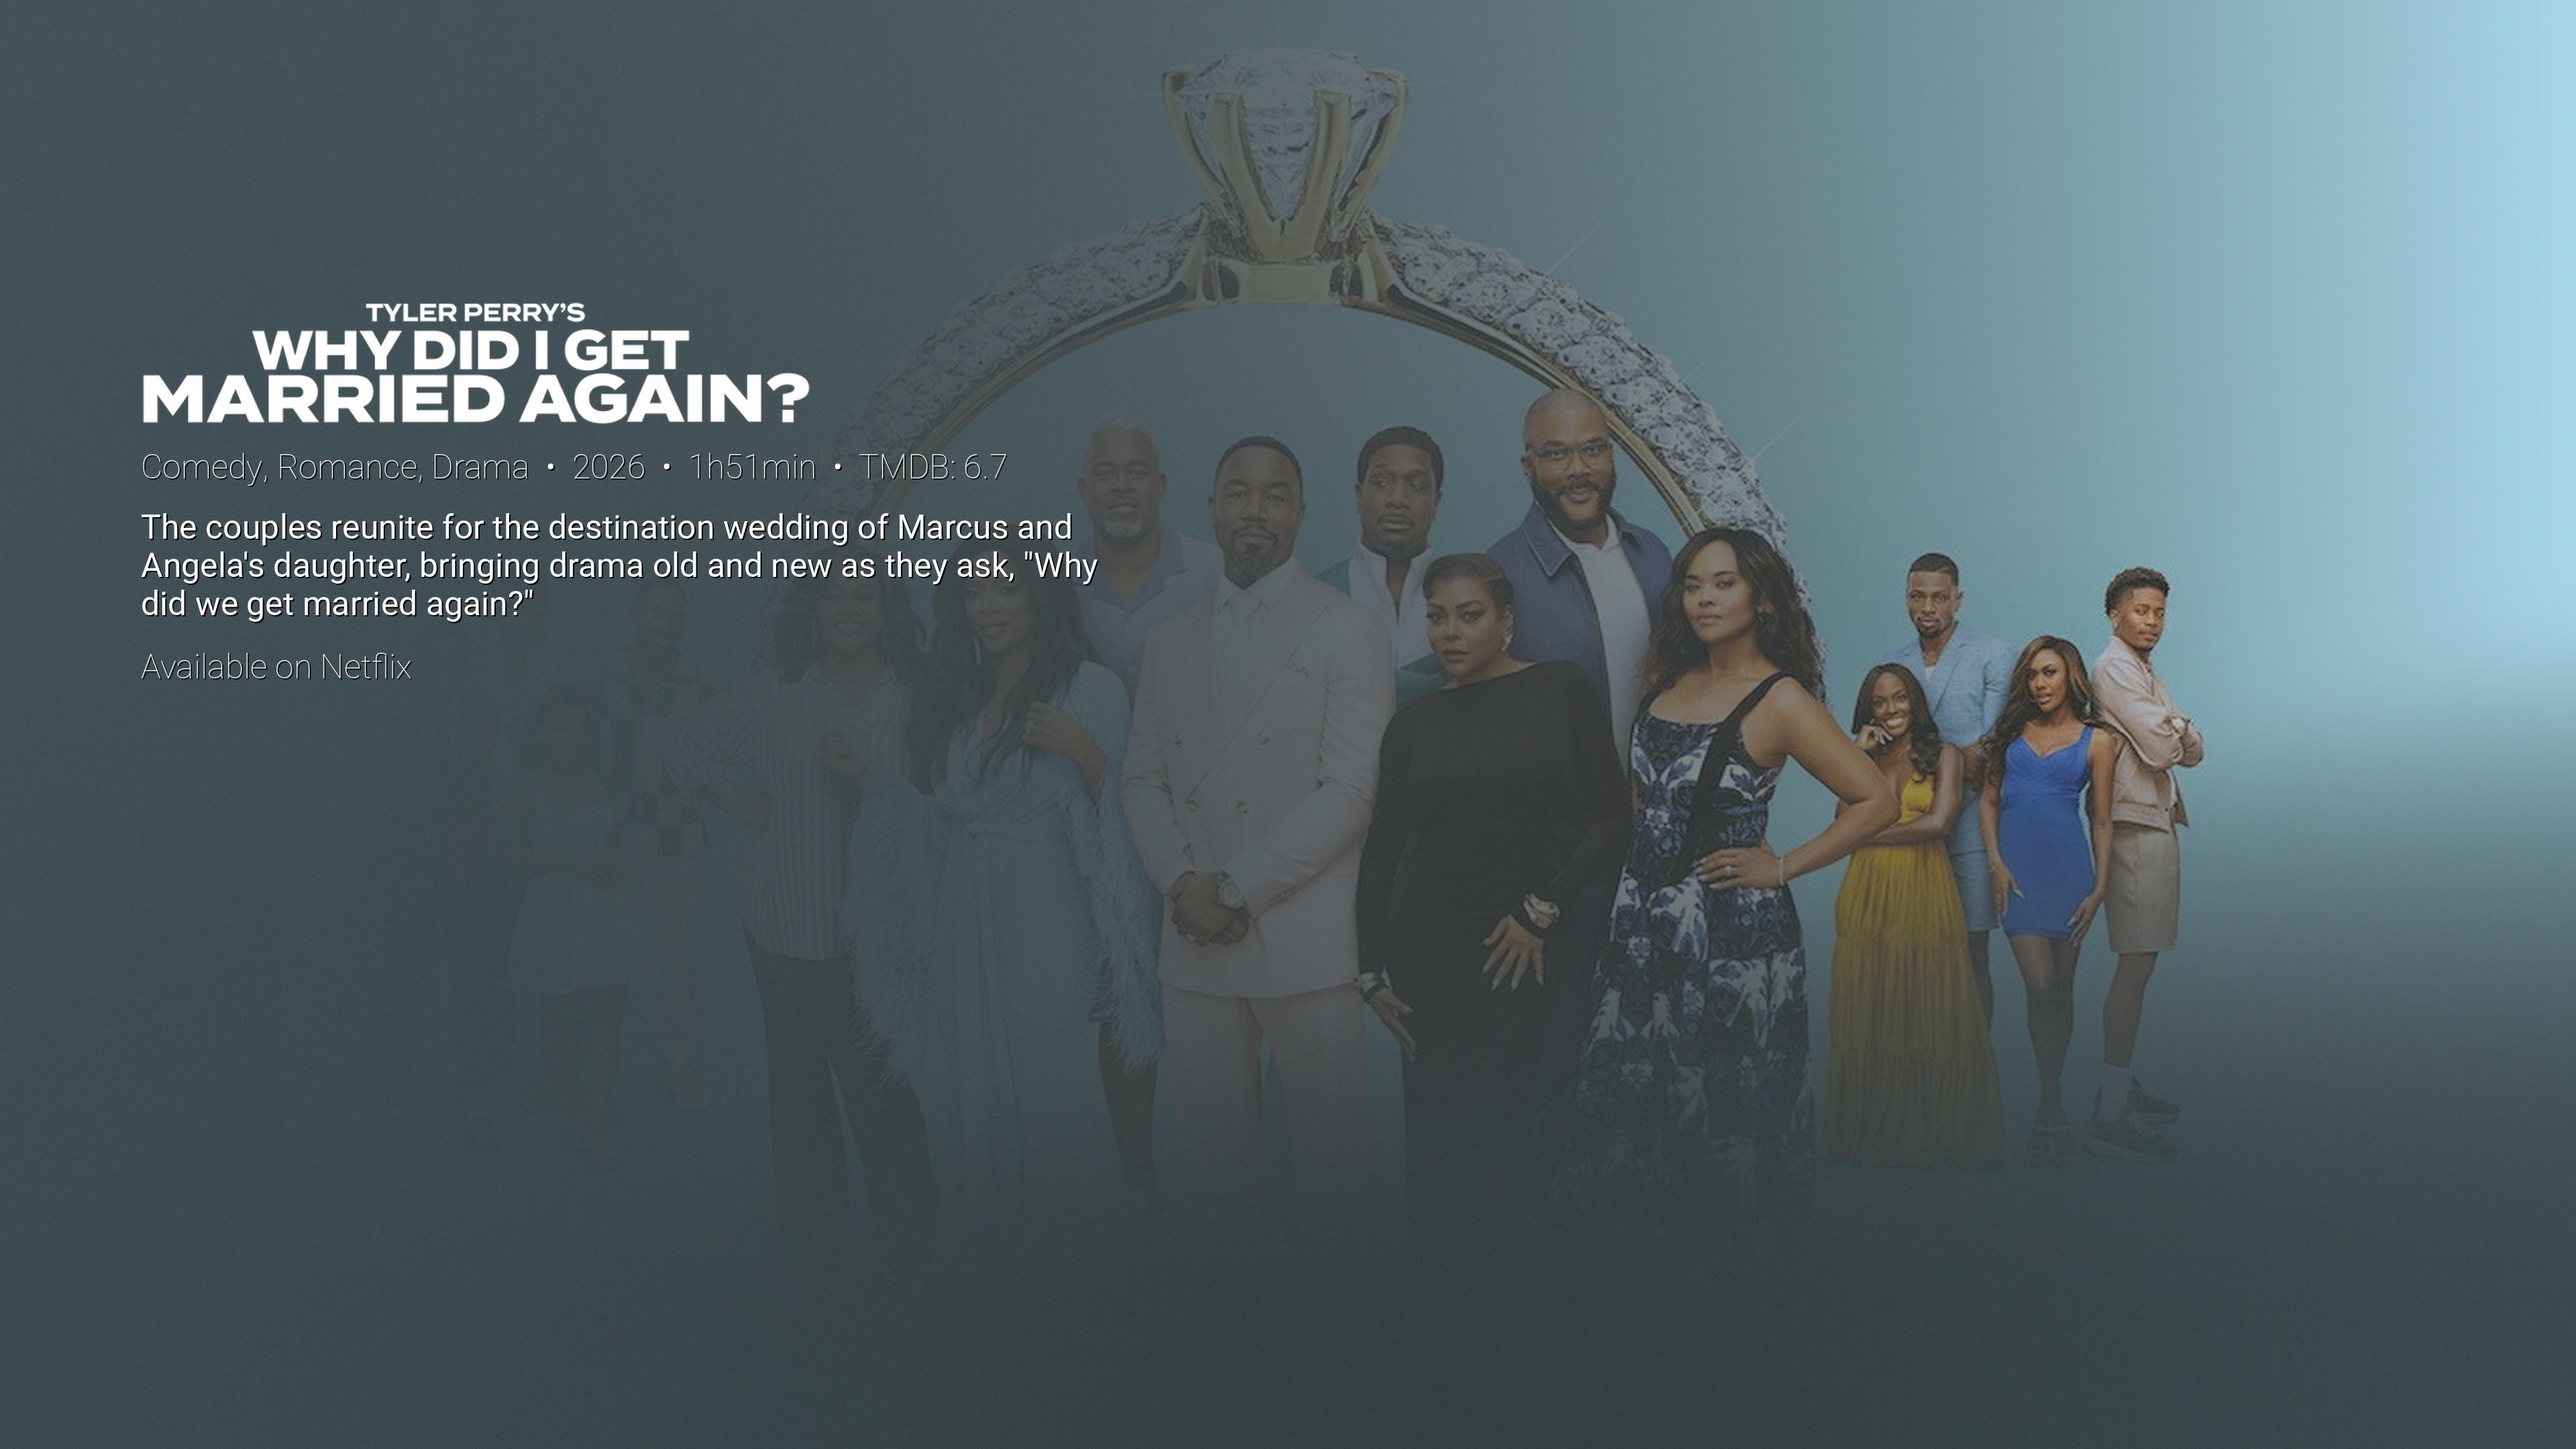 TYLER PERRY'S
WHY DID I GET
MARRIED AGAIN?
Comedy, Romance, Drama • 2026 • 1h51min • TMDB: 6.7
The couples reunite for the destination wedding of Marcus and
Angela's daughter, bringing drama old and new as they ask, "Why
did we get married again?"
Available on Netflix